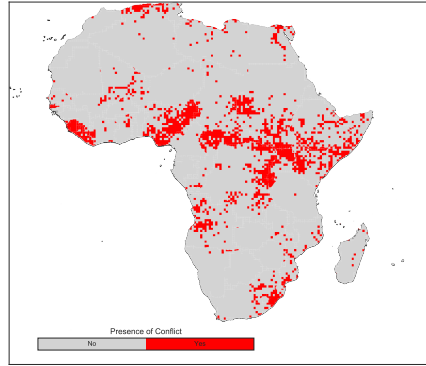 Presence of Conflict
No Yes